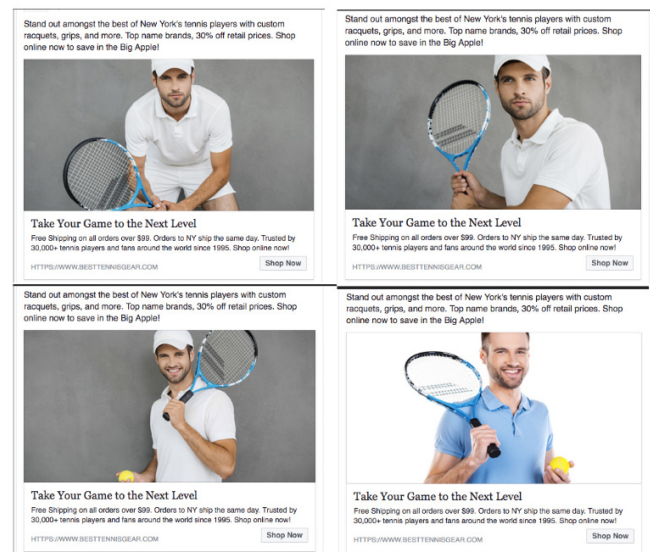 Stand out amongst the best of New York's tennis players with custom
racquets, grips, and more. Top name brands, 30% off retail prices. Shop
online now to save in the Big Apple!
Take Your Game to the Next Level
Free Shipping on all orders over $99. Orders to NY ship the same day. Trusted by
30,000+ tennis players and fans around the world since 1995. Shop online now!
HTTPS://WWW.BESTTENNISGEAR.COM
Shop Now
Stand out amongst the best of New York's tennis players with custom
racquets, grips, and more. Top name brands, 30% off retail prices. Shop
online now to save in the Big Apple!
Take Your Game to the Next Level
Free Shipping on all orders over $99. Orders to NY ship the same day. Trusted by
30,000+ tennis players and fans around the world since 1995. Shop online now!
HTTPS://WWW.BESTTENNISGEAR.COM
Shop Now
Stand out amongst the best of New York's tennis players with custom
racquets, grips, and more. Top name brands, 30% off retail prices. Shop
online now to save in the Big Apple!
Take Your Game to the Next Level
Free Shipping on all orders over $99. Orders to NY ship the same day. Trusted by
30,000+ tennis players and fans around the world since 1995. Shop online now!
HTTPS://WWW.BESTTENNISGEAR.COM
Shop Now
Stand out amongst the best of New York's tennis players with custom
racquets, grips, and more. Top name brands, 30% off retail prices. Shop
online now to save in the Big Apple!
Take Your Game to the Next Level
Free Shipping on all orders over $99. Orders to NY ship the same day. Trusted by
30,000+ tennis players and fans around the world since 1995. Shop online now!
HTTPS://WWW.BESTTENNISGEAR.COM
Shop Now